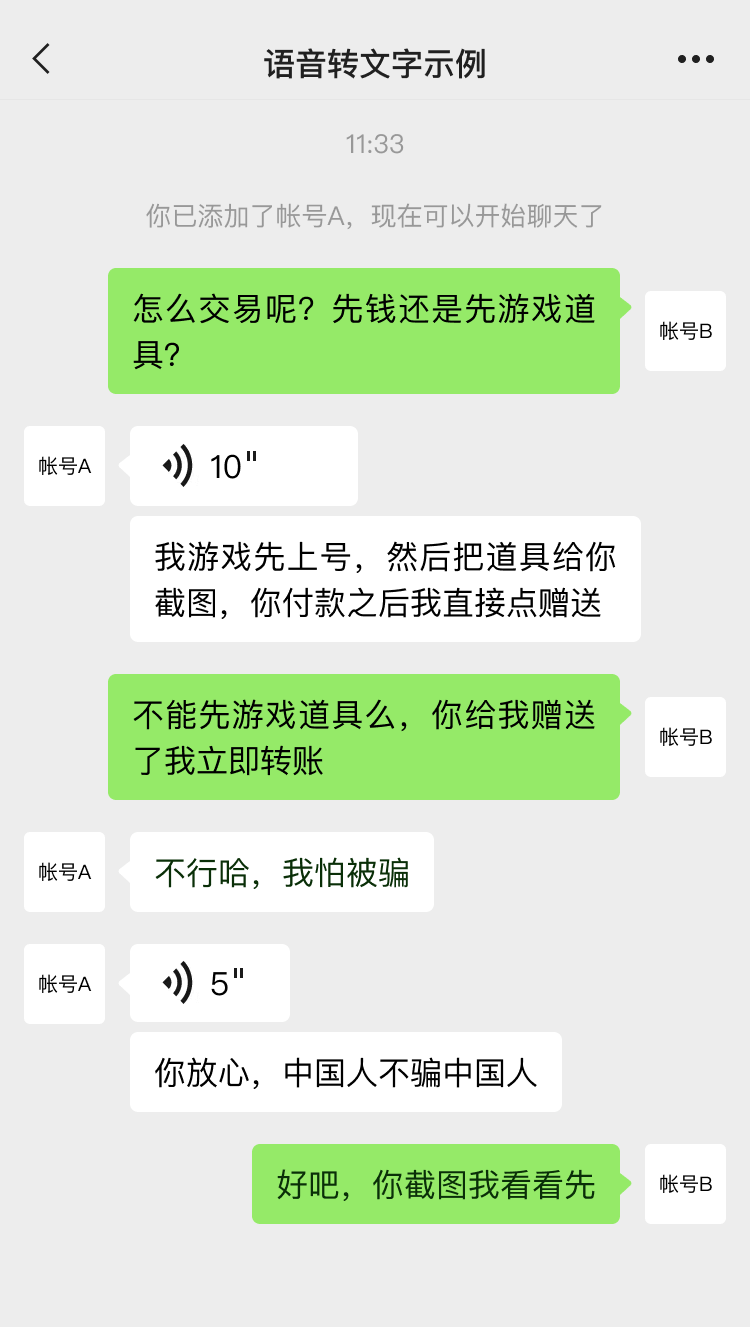 语音转文字示例
11:33
你已添加了帐号A，现在可以开始聊天了
怎么交易呢？先钱还是先游戏道
具？
帐号B
帐号A
10"
我游戏先上号，然后把道具给你
截图，你付款之后我直接点赠送
不能先游戏道具么，你给我赠送
了我立即转账
帐号B
帐号A
不行哈，我怕被骗
帐号A
5"
你放心，中国人不骗中国人
好吧，你截图我看看先
帐号B